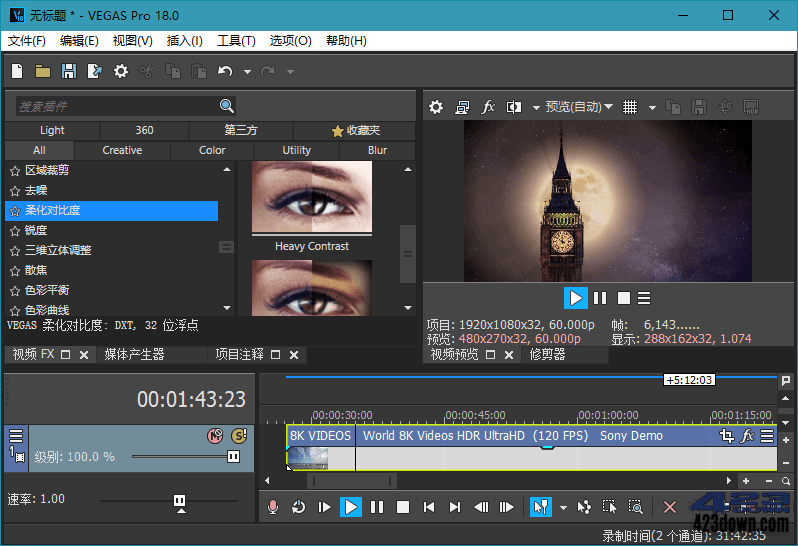 无标题 * - VEGAS Pro 18.0
文件(F) 编辑(E) 视图(V) 插入(I) 工具(T) 选项(O) 帮助(H)
搜索插件
Light 360 第三方 收藏夹
All Creative Color Utility Blur
区域裁剪
去噪
柔化对比度
锐度
三维立体调整
散焦
色彩平衡
色彩曲线
Heavy Contrast
VEGAS 柔化对比度: DXT, 32 位浮点
视频 FX 媒体产生器 项目注释
预览(自动)
项目: 1920x1080x32, 60.000p 帧: 6,143......
预览: 480x270x32, 60.000p 显示: 288x162x32, 1.074
视频预览 修剪器
00:01:43:23
+5:12:03
00:00:30:00 00:00:45:00 00:01:00:00 00:01:15:00
1
级别: 100.0 %
8K VIDEOS World 8K Videos HDR UltraHD (120 FPS) Sony Demo
速率: 1.00
423down.com
录制时间(2 个通道): 31:42:35